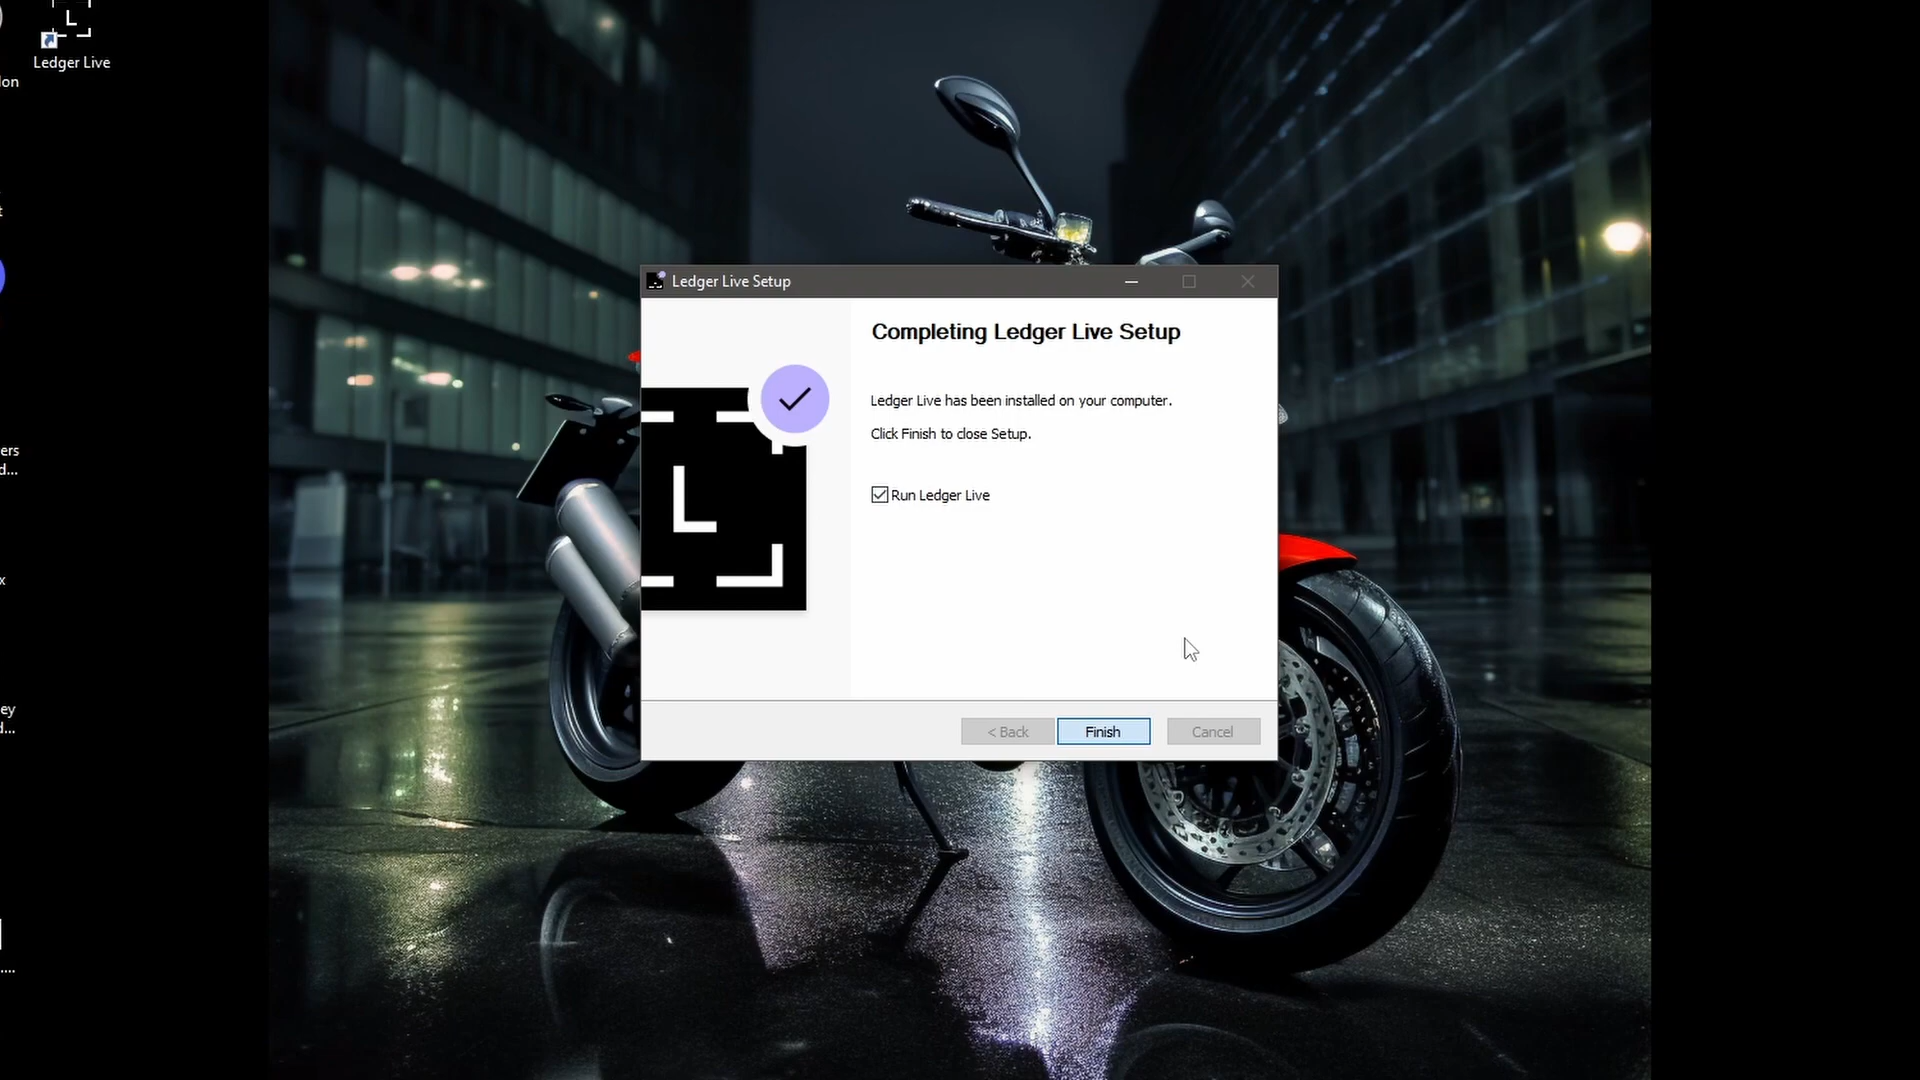 Ledger Live
Ledger Live Setup
Completing Ledger Live Setup
Ledger Live has been installed on your computer.
Click Finish to close Setup.
Run Ledger Live
< Back
Finish
Cancel
L